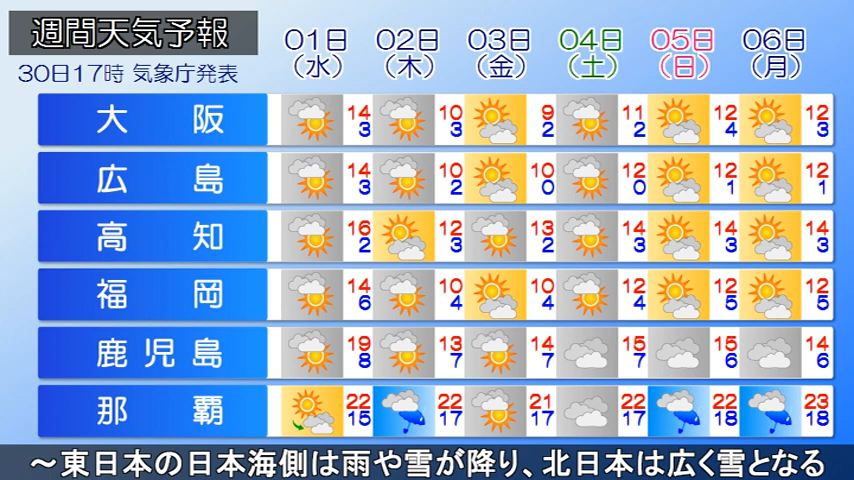 週間天気予報
30日17時 気象庁発表
01日 02日 03日 04日 05日 06日
（水） （木） （金） （土） （日） （月）
大阪 14 10 9 11 12 12
3 3 2 2 4 3
広島 14 10 10 12 12 12
3 2 0 0 1 1
高知 16 12 13 14 14 14
2 3 2 3 3 3
福岡 14 10 10 12 12 12
6 4 4 4 5 5
鹿児島 19 13 14 15 15 14
8 7 7 7 6 6
那覇 22 22 21 22 22 23
15 17 17 17 18 18
～東日本の日本海側は雨や雪が降り、北日本は広く雪となる